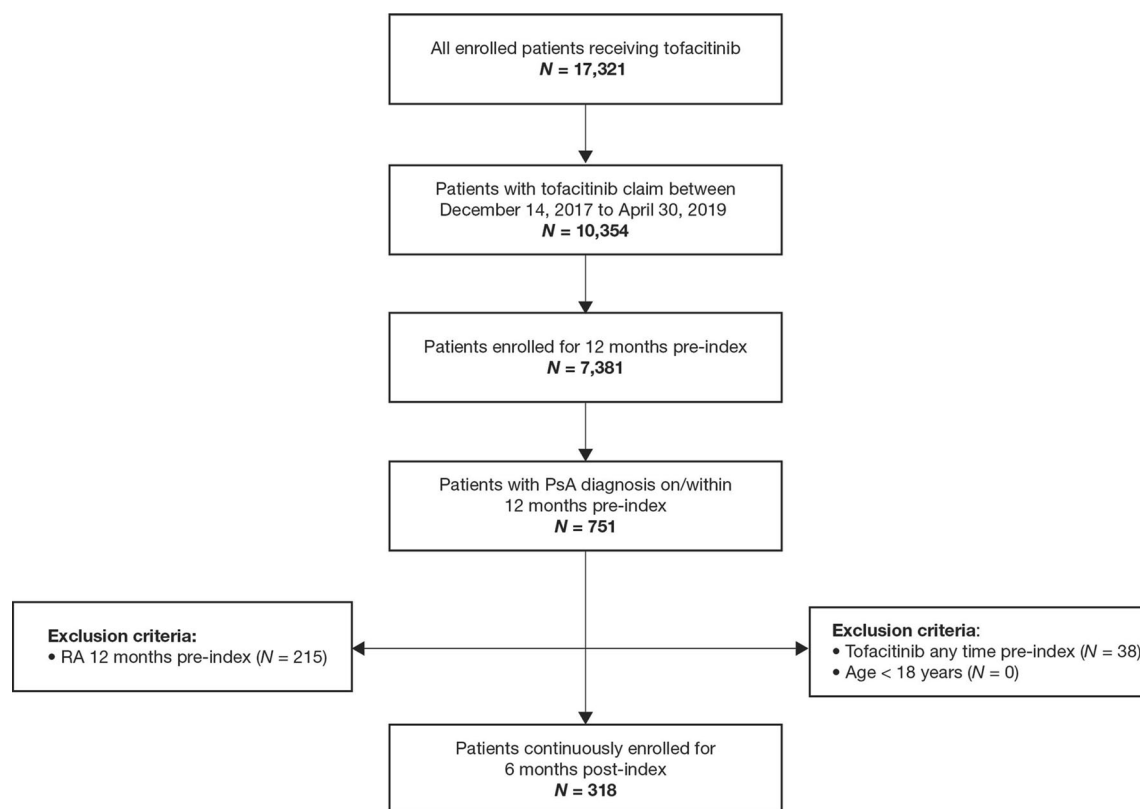 All enrolled patients receiving tofacitinib
N = 17,321
Patients with tofacitinib claim between
December 14, 2017 to April 30, 2019
N = 10,354
Patients enrolled for 12 months pre-index
N = 7,381
Patients with PsA diagnosis on/within
12 months pre-index
N = 751
Exclusion criteria:
• RA 12 months pre-index (N = 215)
Exclusion criteria:
• Tofacitinib any time pre-index (N = 38)
• Age < 18 years (N = 0)
Patients continuously enrolled for
6 months post-index
N = 318